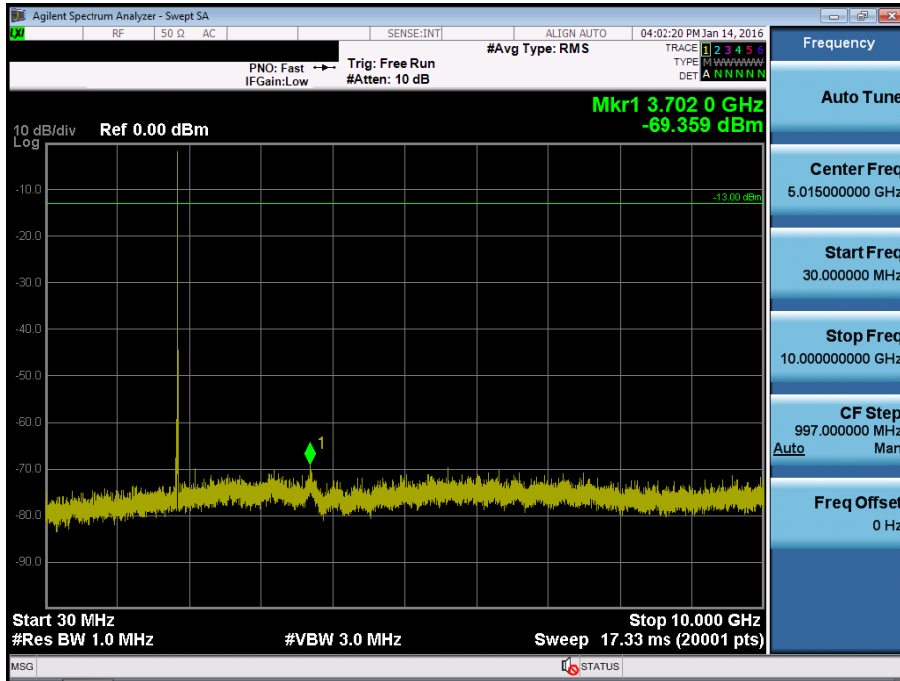 Agilent Spectrum Analyzer - Swept SA
LXI RF 50 Ω AC SENSE:INT ALIGN AUTO 04:02:20 PM Jan 14, 2016
#Avg Type: RMS TRACE 1 2 3 4 5 6
PNO: Fast Trig: Free Run TYPE M WWWWW
IFGain:Low #Atten: 10 dB DET A N N N N N
Mkr1 3.702 0 GHz
10 dB/div Ref 0.00 dBm -69.359 dBm
Log
-10.0
-13.00 dBm
-20.0
-30.0
-40.0
-50.0
-60.0
1
-70.0
-80.0
-90.0
Start 30 MHz Stop 10.000 GHz
#Res BW 1.0 MHz #VBW 3.0 MHz Sweep 17.33 ms (20001 pts)
MSG STATUS
Frequency
Auto Tune
Center Freq
5.015000000 GHz
Start Freq
30.000000 MHz
Stop Freq
10.000000000 GHz
CF Step
997.000000 MHz
Auto Man
Freq Offset
0 Hz